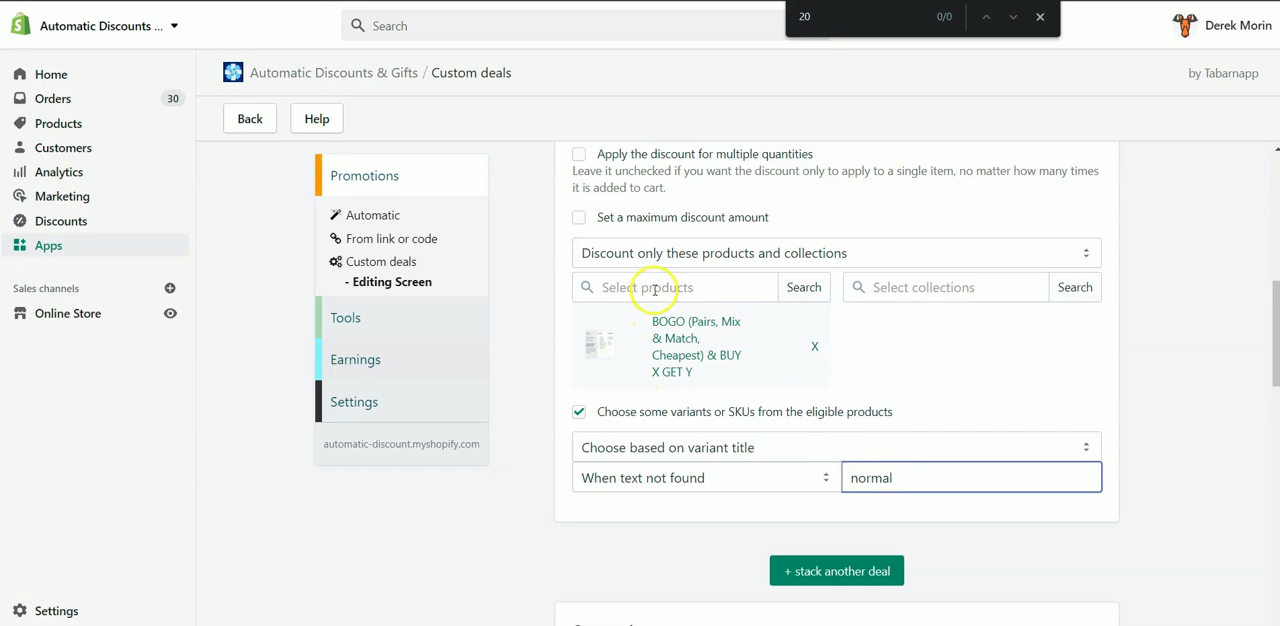 Automatic Discounts ...
Search
20
0/0
Derek Morin
Home
Orders
30
Products
Customers
Analytics
Marketing
Discounts
Apps
Sales channels
Online Store
Settings
Automatic Discounts & Gifts / Custom deals
by Tabarnapp
Back
Help
Promotions
Automatic
From link or code
Custom deals
- Editing Screen
Tools
Earnings
Settings
automatic-discount.myshopify.com
Apply the discount for multiple quantities
Leave it unchecked if you want the discount only to apply to a single item, no matter how many times
it is added to cart.
Set a maximum discount amount
Discount only these products and collections
Select products
Search
Select collections
Search
BOGO (Pairs, Mix
& Match,
Cheapest) & BUY
X GET Y
X
Choose some variants or SKUs from the eligible products
Choose based on variant title
When text not found
normal
+ stack another deal